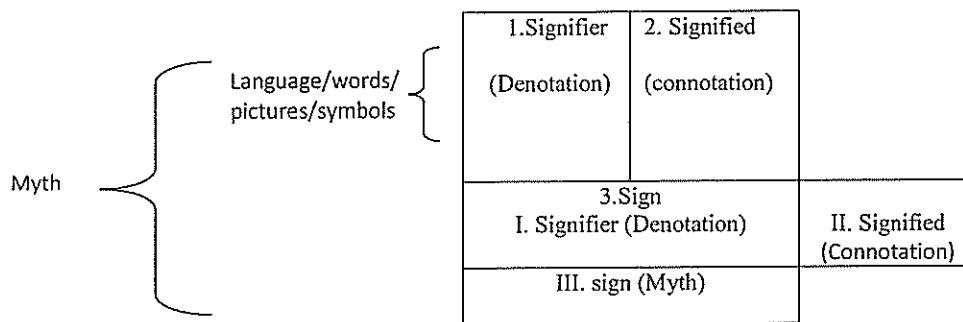 1.Signifier
(Denotation)
2. Signified
(connotation)
Language/words/
pictures/symbols
Myth
3.Sign
I. Signifier (Denotation)
II. Signified
(Connotation)
III. sign (Myth)